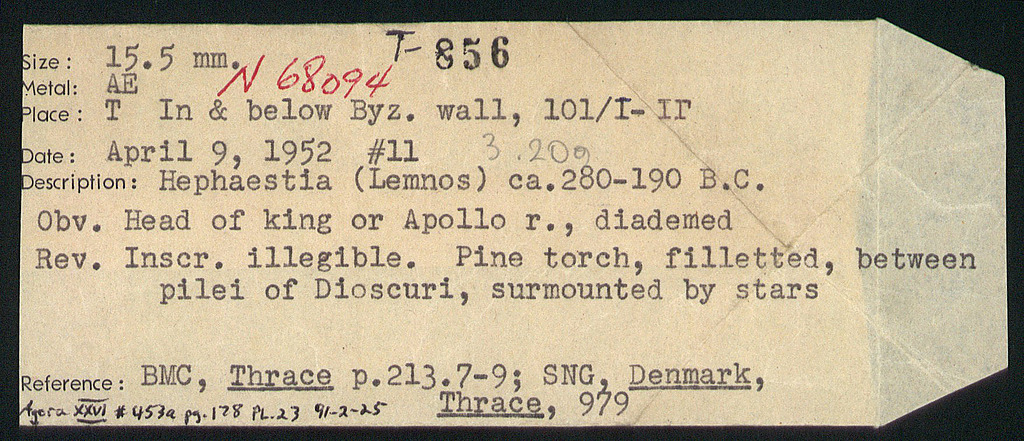 T- 856
Size: 15.5 mm.
N 68094
Metal: AE
Place: T In & below Byz. wall, 101/Ι-ΙΓ
Date: April 9, 1952 #11 3.20g
Description: Hephaestia (Lemnos) ca.280-190 B.C.
Obv. Head of king or Apollo r., diademed
Rev. Inscr. illegible. Pine torch, filletted, between
pilei of Dioscuri, surmounted by stars
Reference: BMC, Thrace p.213.7-9; SNG, Denmark,
Thrace, 979
Agora XXVI #453a pg.178 PL.23 91-2-25